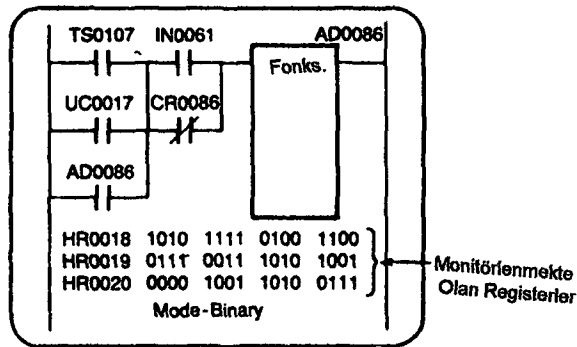 TS0107 IN0061 AD0086
Fonks.
UC0017 CR0086
AD0086
HR0018 1010 1111 0100 1100
HR0019 0111 0011 1010 1001
HR0020 0000 1001 1010 0111
Mode-Binary
Monitörlenmekte
Olan Registerler